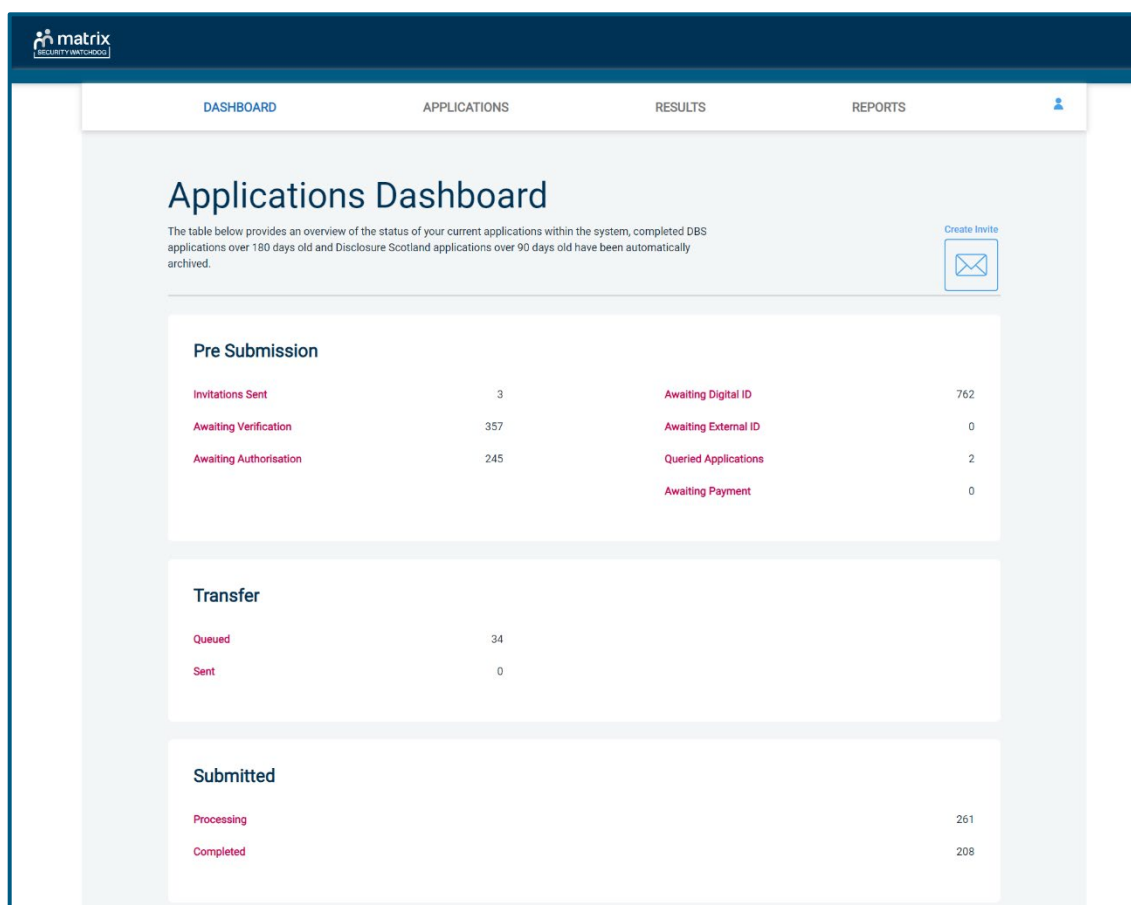 matrix
SECURITY WATCHDOG
DASHBOARD APPLICATIONS RESULTS REPORTS
Applications Dashboard
The table below provides an overview of the status of your current applications within the system, completed DBS
applications over 180 days old and Disclosure Scotland applications over 90 days old have been automatically
archived.
Create Invite
Pre Submission
Invitations Sent 3 Awaiting Digital ID 762
Awaiting Verification 357 Awaiting External ID 0
Awaiting Authorisation 245 Queried Applications 2
Awaiting Payment 0
Transfer
Queued 34
Sent 0
Submitted
Processing 261
Completed 208